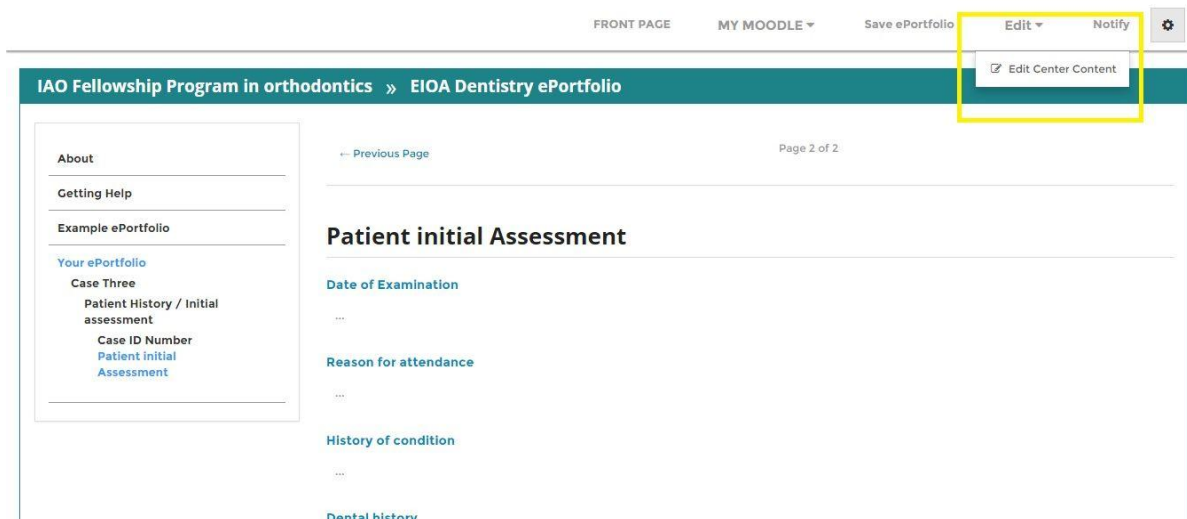 FRONT PAGE MY MOODLE Save ePortfolio Edit Notify
Edit Center Content
IAO Fellowship Program in orthodontics » EIOA Dentistry ePortfolio
About
Getting Help
Example ePortfolio
Your ePortfolio
Case Three
Patient History / Initial
assessment
Case ID Number
Patient initial
Assessment
← Previous Page
Page 2 of 2
Patient initial Assessment
Date of Examination
...
Reason for attendance
...
History of condition
...
Dental history